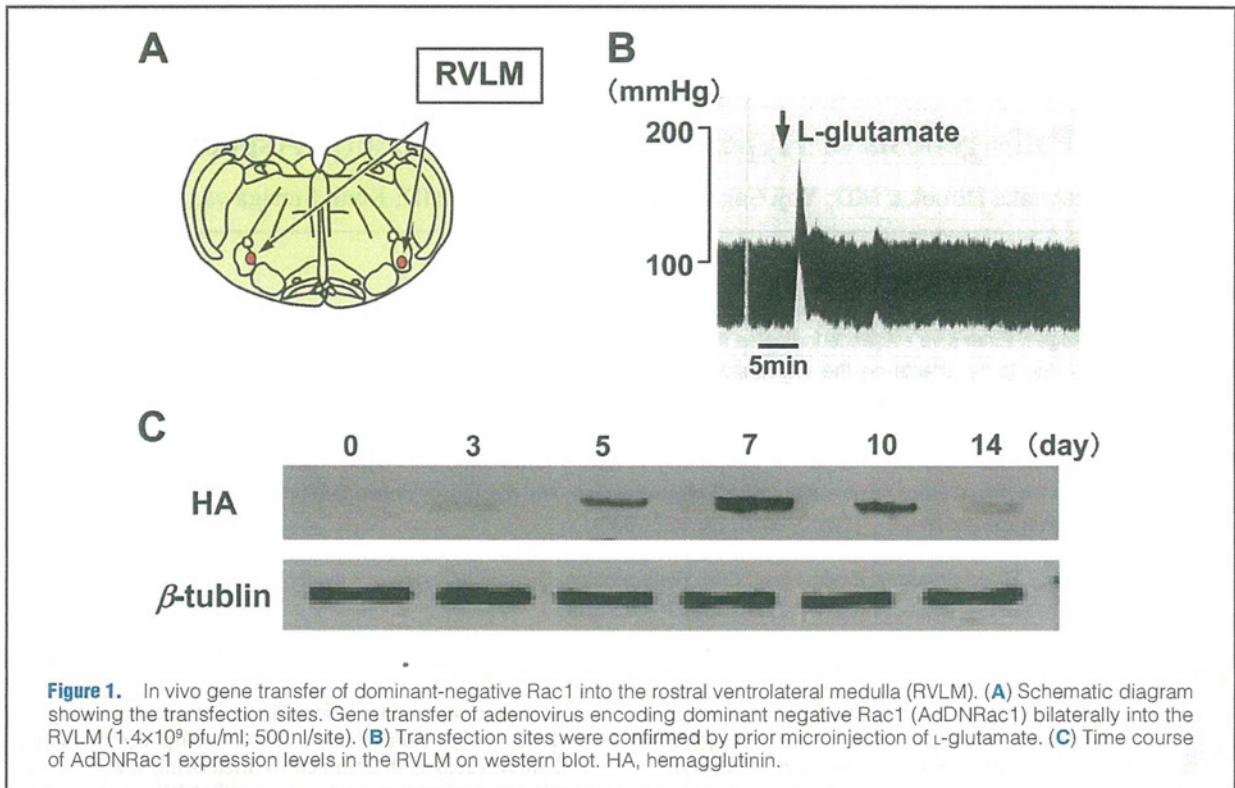 A
RVLM
B
(mmHg)
200
L-glutamate
100
5min
C
0 3 5 7 10 14 (day)
HA
β-tublin
Figure 1. In vivo gene transfer of dominant-negative Rac1 into the rostral ventrolateral medulla (RVLM). (A) Schematic diagram
showing the transfection sites. Gene transfer of adenovirus encoding dominant negative Rac1 (AdDNRac1) bilaterally into the
RVLM (1.4×10⁹ pfu/ml; 500 nl/site). (B) Transfection sites were confirmed by prior microinjection of L-glutamate. (C) Time course
of AdDNRac1 expression levels in the RVLM on western blot. HA, hemagglutinin.